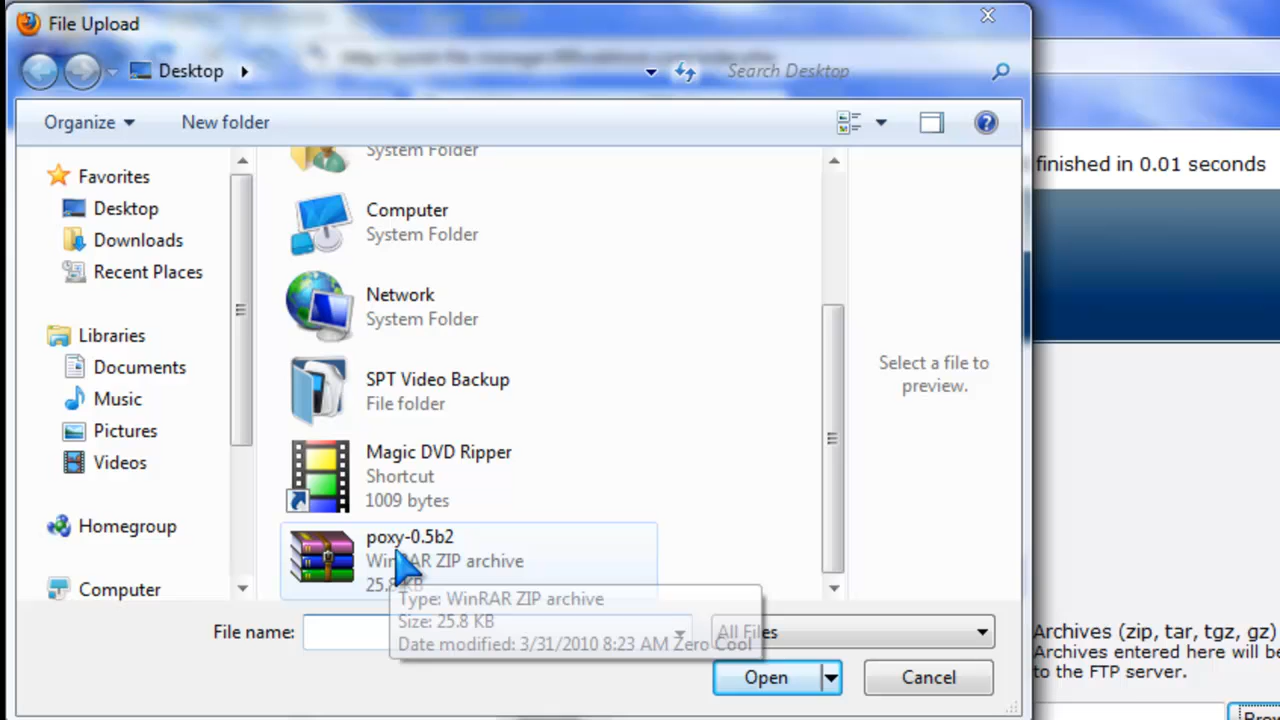 File Upload
Desktop
Search Desktop
Organize
New folder
finished in 0.01 seconds
Favorites
Desktop
Downloads
Recent Places
Libraries
Documents
Music
Pictures
Videos
Homegroup
Computer
System Folder
Computer
System Folder
Network
System Folder
SPT Video Backup
File folder
Magic DVD Ripper
Shortcut
1009 bytes
poxy-0.5b2
WinRAR ZIP archive
25.8 KB
Type: WinRAR ZIP archive
Size: 25.8 KB
Date modified: 3/31/2010 8:23 AM Zero Cool
Select a file to
preview.
File name:
All Files
Open
Cancel
Archives (zip, tar, tgz, gz)
Archives entered here will be
to the FTP server.